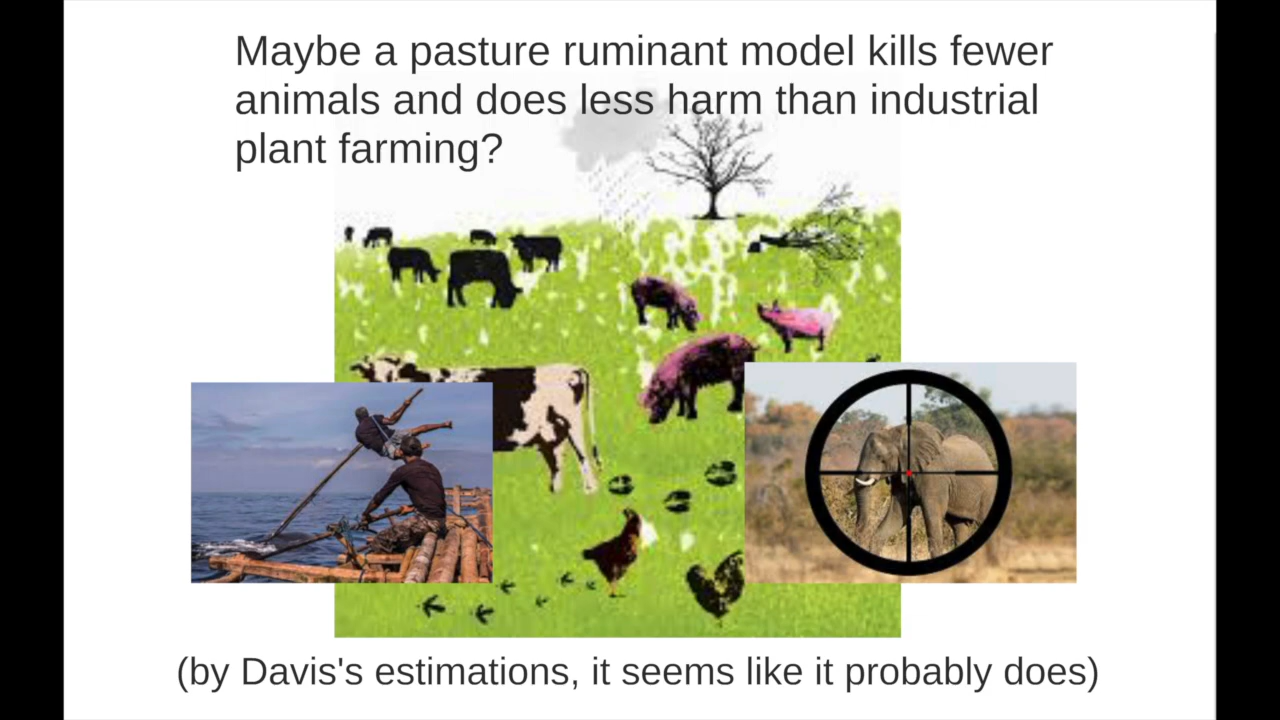 Maybe a pasture ruminant model kills fewer
animals and does less harm than industrial
plant farming?
(by Davis's estimations, it seems like it probably does)